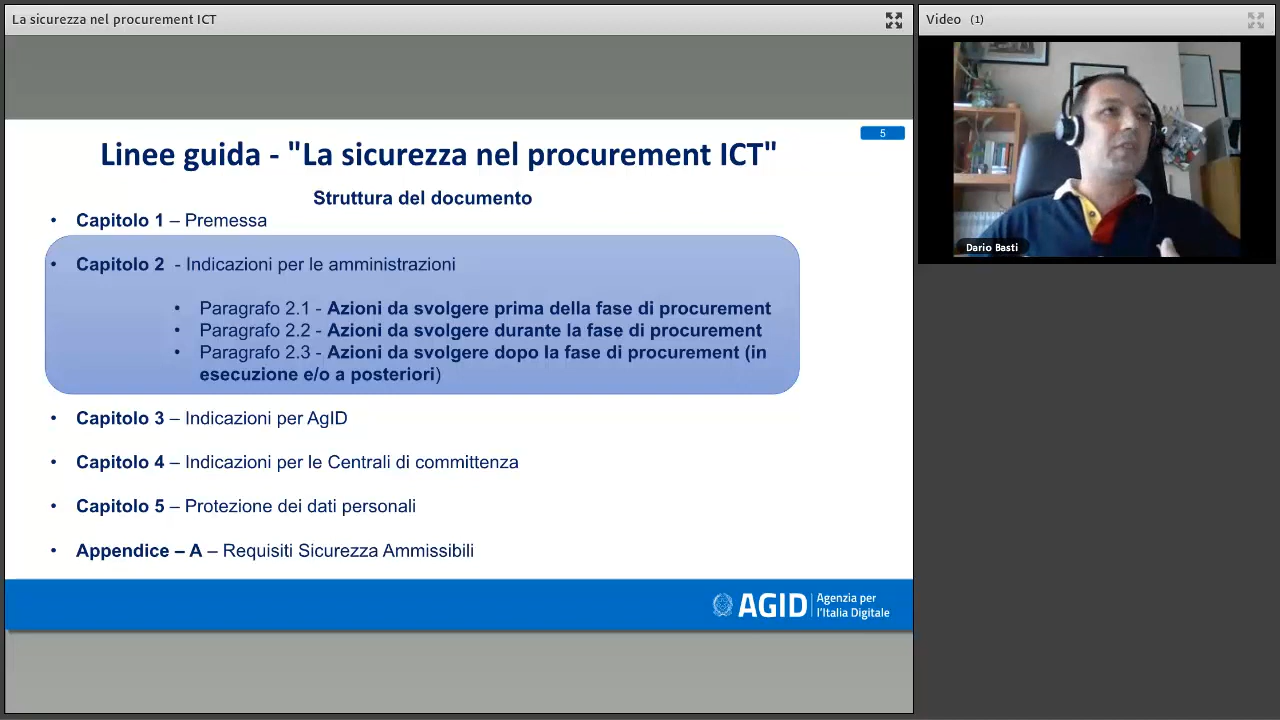 La sicurezza nel procurement ICT
Video (1)
5
Linee guida - "La sicurezza nel procurement ICT"
Struttura del documento
• Capitolo 1 – Premessa
• Capitolo 2 - Indicazioni per le amministrazioni
• Paragrafo 2.1 - Azioni da svolgere prima della fase di procurement
• Paragrafo 2.2 - Azioni da svolgere durante la fase di procurement
• Paragrafo 2.3 - Azioni da svolgere dopo la fase di procurement (in
esecuzione e/o a posteriori)
• Capitolo 3 – Indicazioni per AgID
• Capitolo 4 – Indicazioni per le Centrali di committenza
• Capitolo 5 – Protezione dei dati personali
• Appendice – A – Requisiti Sicurezza Ammissibili
Dario Basti
AGID Agenzia per
l'Italia Digitale